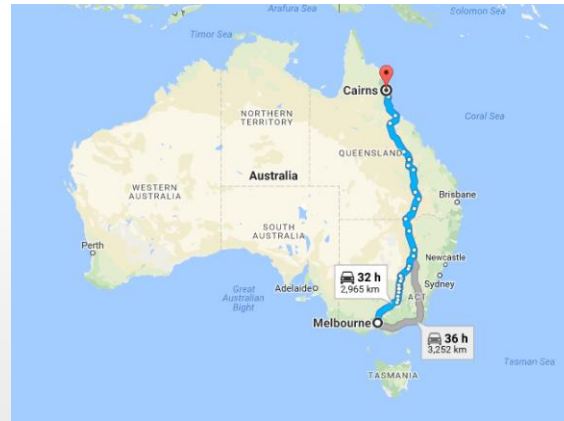 Arafura Sea
Solomon Sea
Timor Sea
Cairns
Coral Sea
NORTHERN
TERRITORY
QUEENSLAND
Australia
WESTERN
AUSTRALIA
Brisbane
SOUTH
AUSTRALIA
Perth
Newcastle
32 h
2,965 km
Sydney
Great
Australian
Bight
Adelaide
ACT
Melbourne
36 h
3,252 km
Tasman Sea
TASMANIA